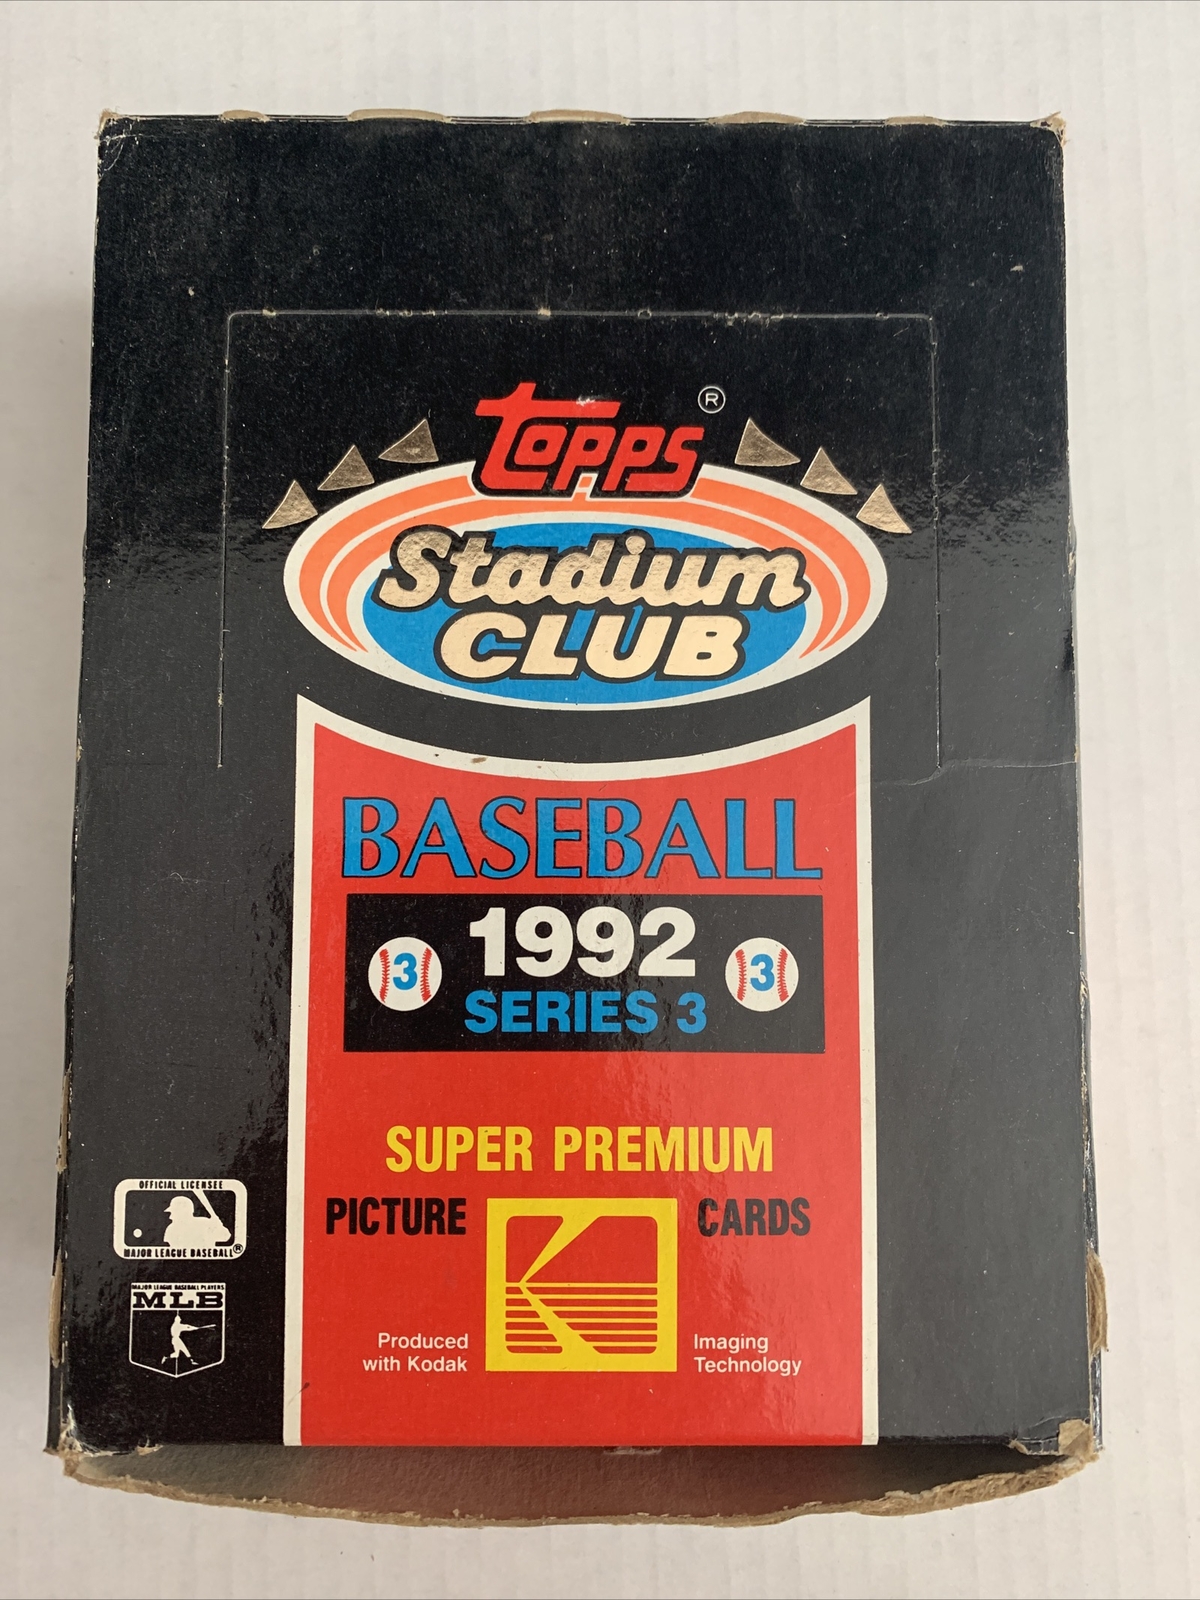 topps ®
Stadium
CLUB
BASEBALL
1992
3 3
SERIES 3
SUPER PREMIUM
PICTURE CARDS
OFFICIAL LICENSEE
MAJOR LEAGUE BASEBALL®
MAJOR LEAGUE BASEBALL PLAYERS
MLB
Produced
with Kodak
Imaging
Technology